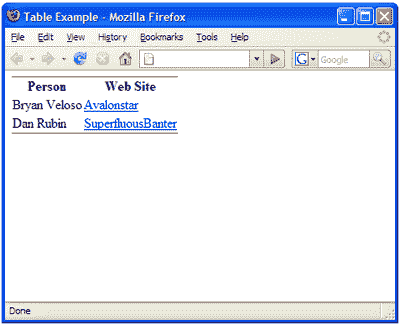 Table Example - Mozilla Firefox
File Edit View History Bookmarks Tools Help
G Google
Person Web Site
Bryan Veloso Avalonstar
Dan Rubin SuperfluousBanter
Done